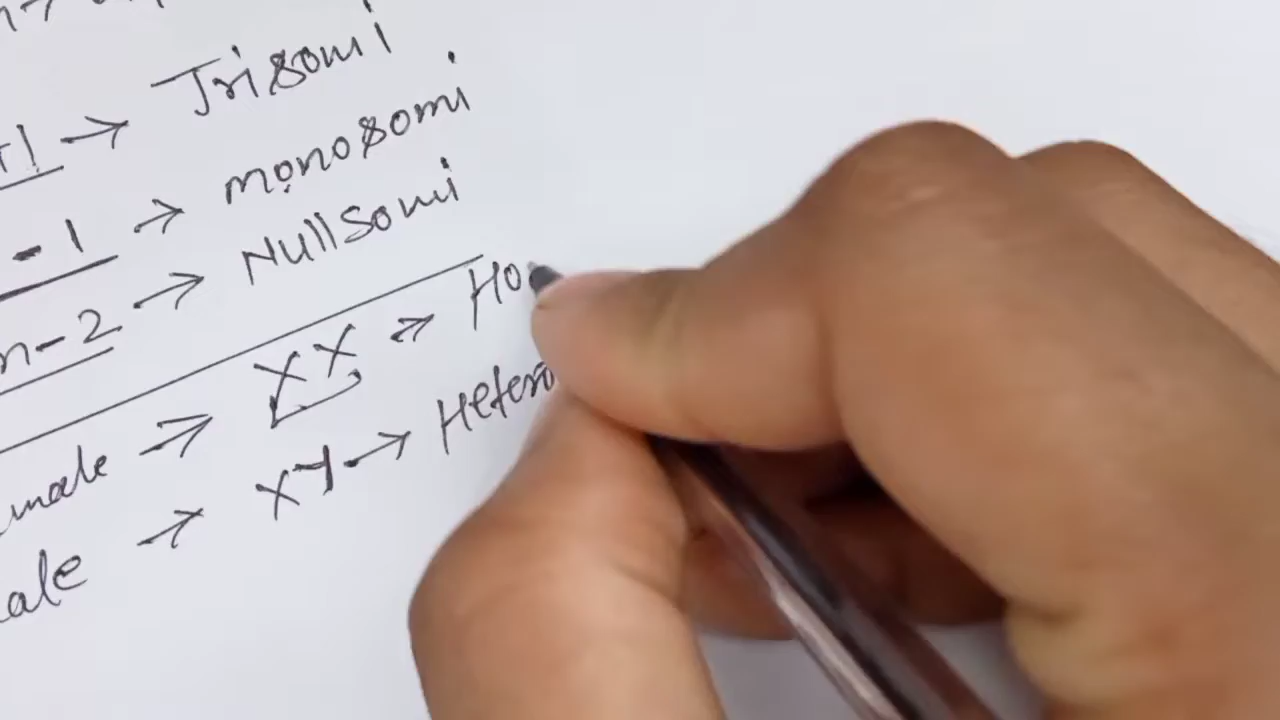 +1 → Trisomi
- 1 → monosomi
n-2 → Nullsomi
male → XX → Ho
ale → XY → Hetero